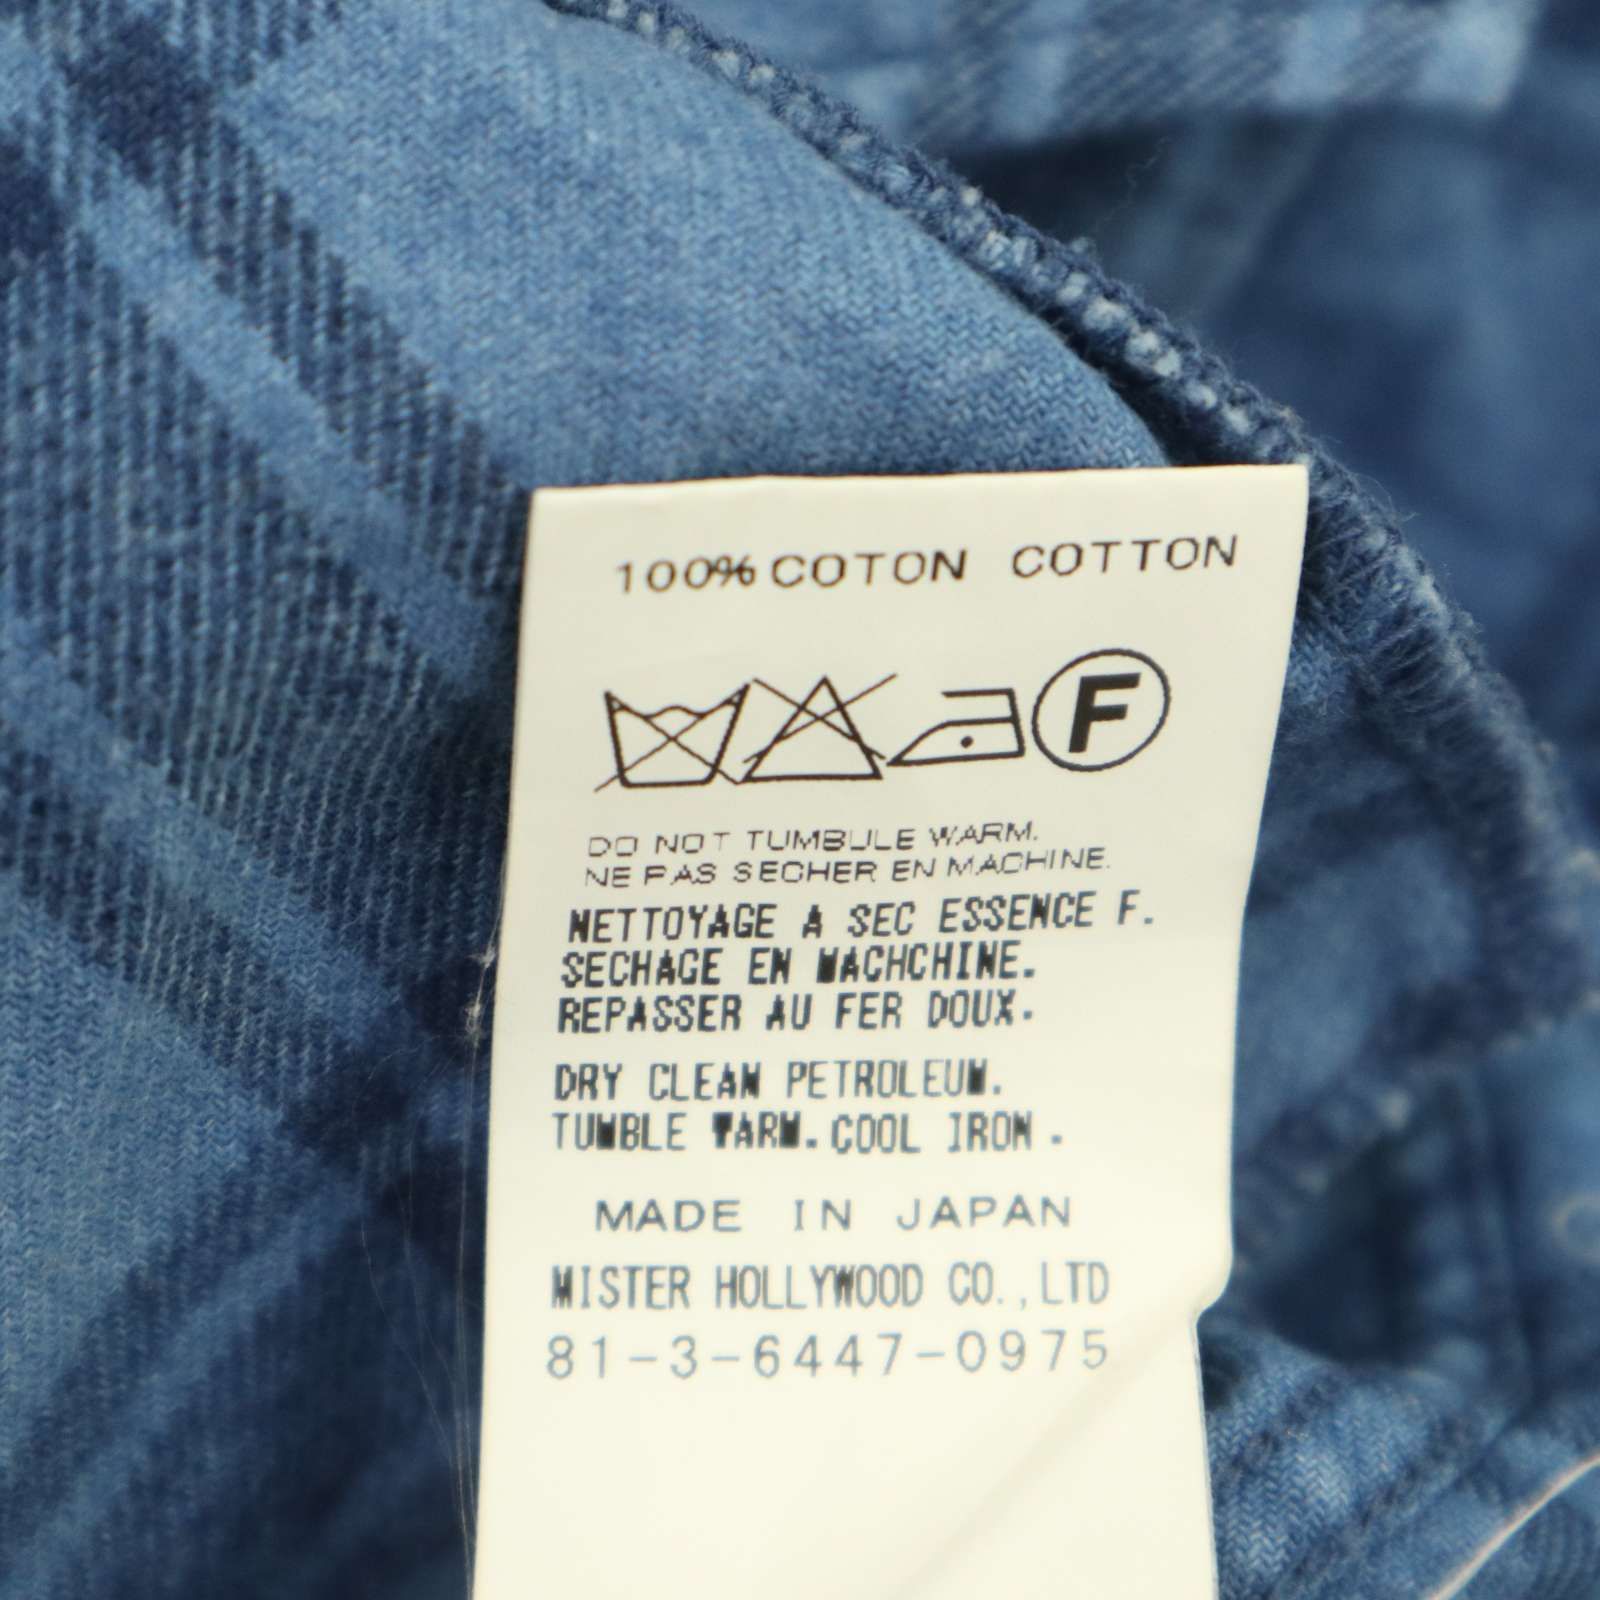 100% COTON COTTON
F
DO NOT TUMBULE WARM.
NE PAS SECHER EN MACHINE.
NETTOYAGE A SEC ESSENCE F.
SECHAGE EN MACHCHINE.
REPASSER AU FER DOUX.
DRY CLEAN PETROLEUM.
TUMBLE WARM. COOL IRON.
MADE IN JAPAN
MISTER HOLLYWOOD CO., LTD
81-3-6447-0975